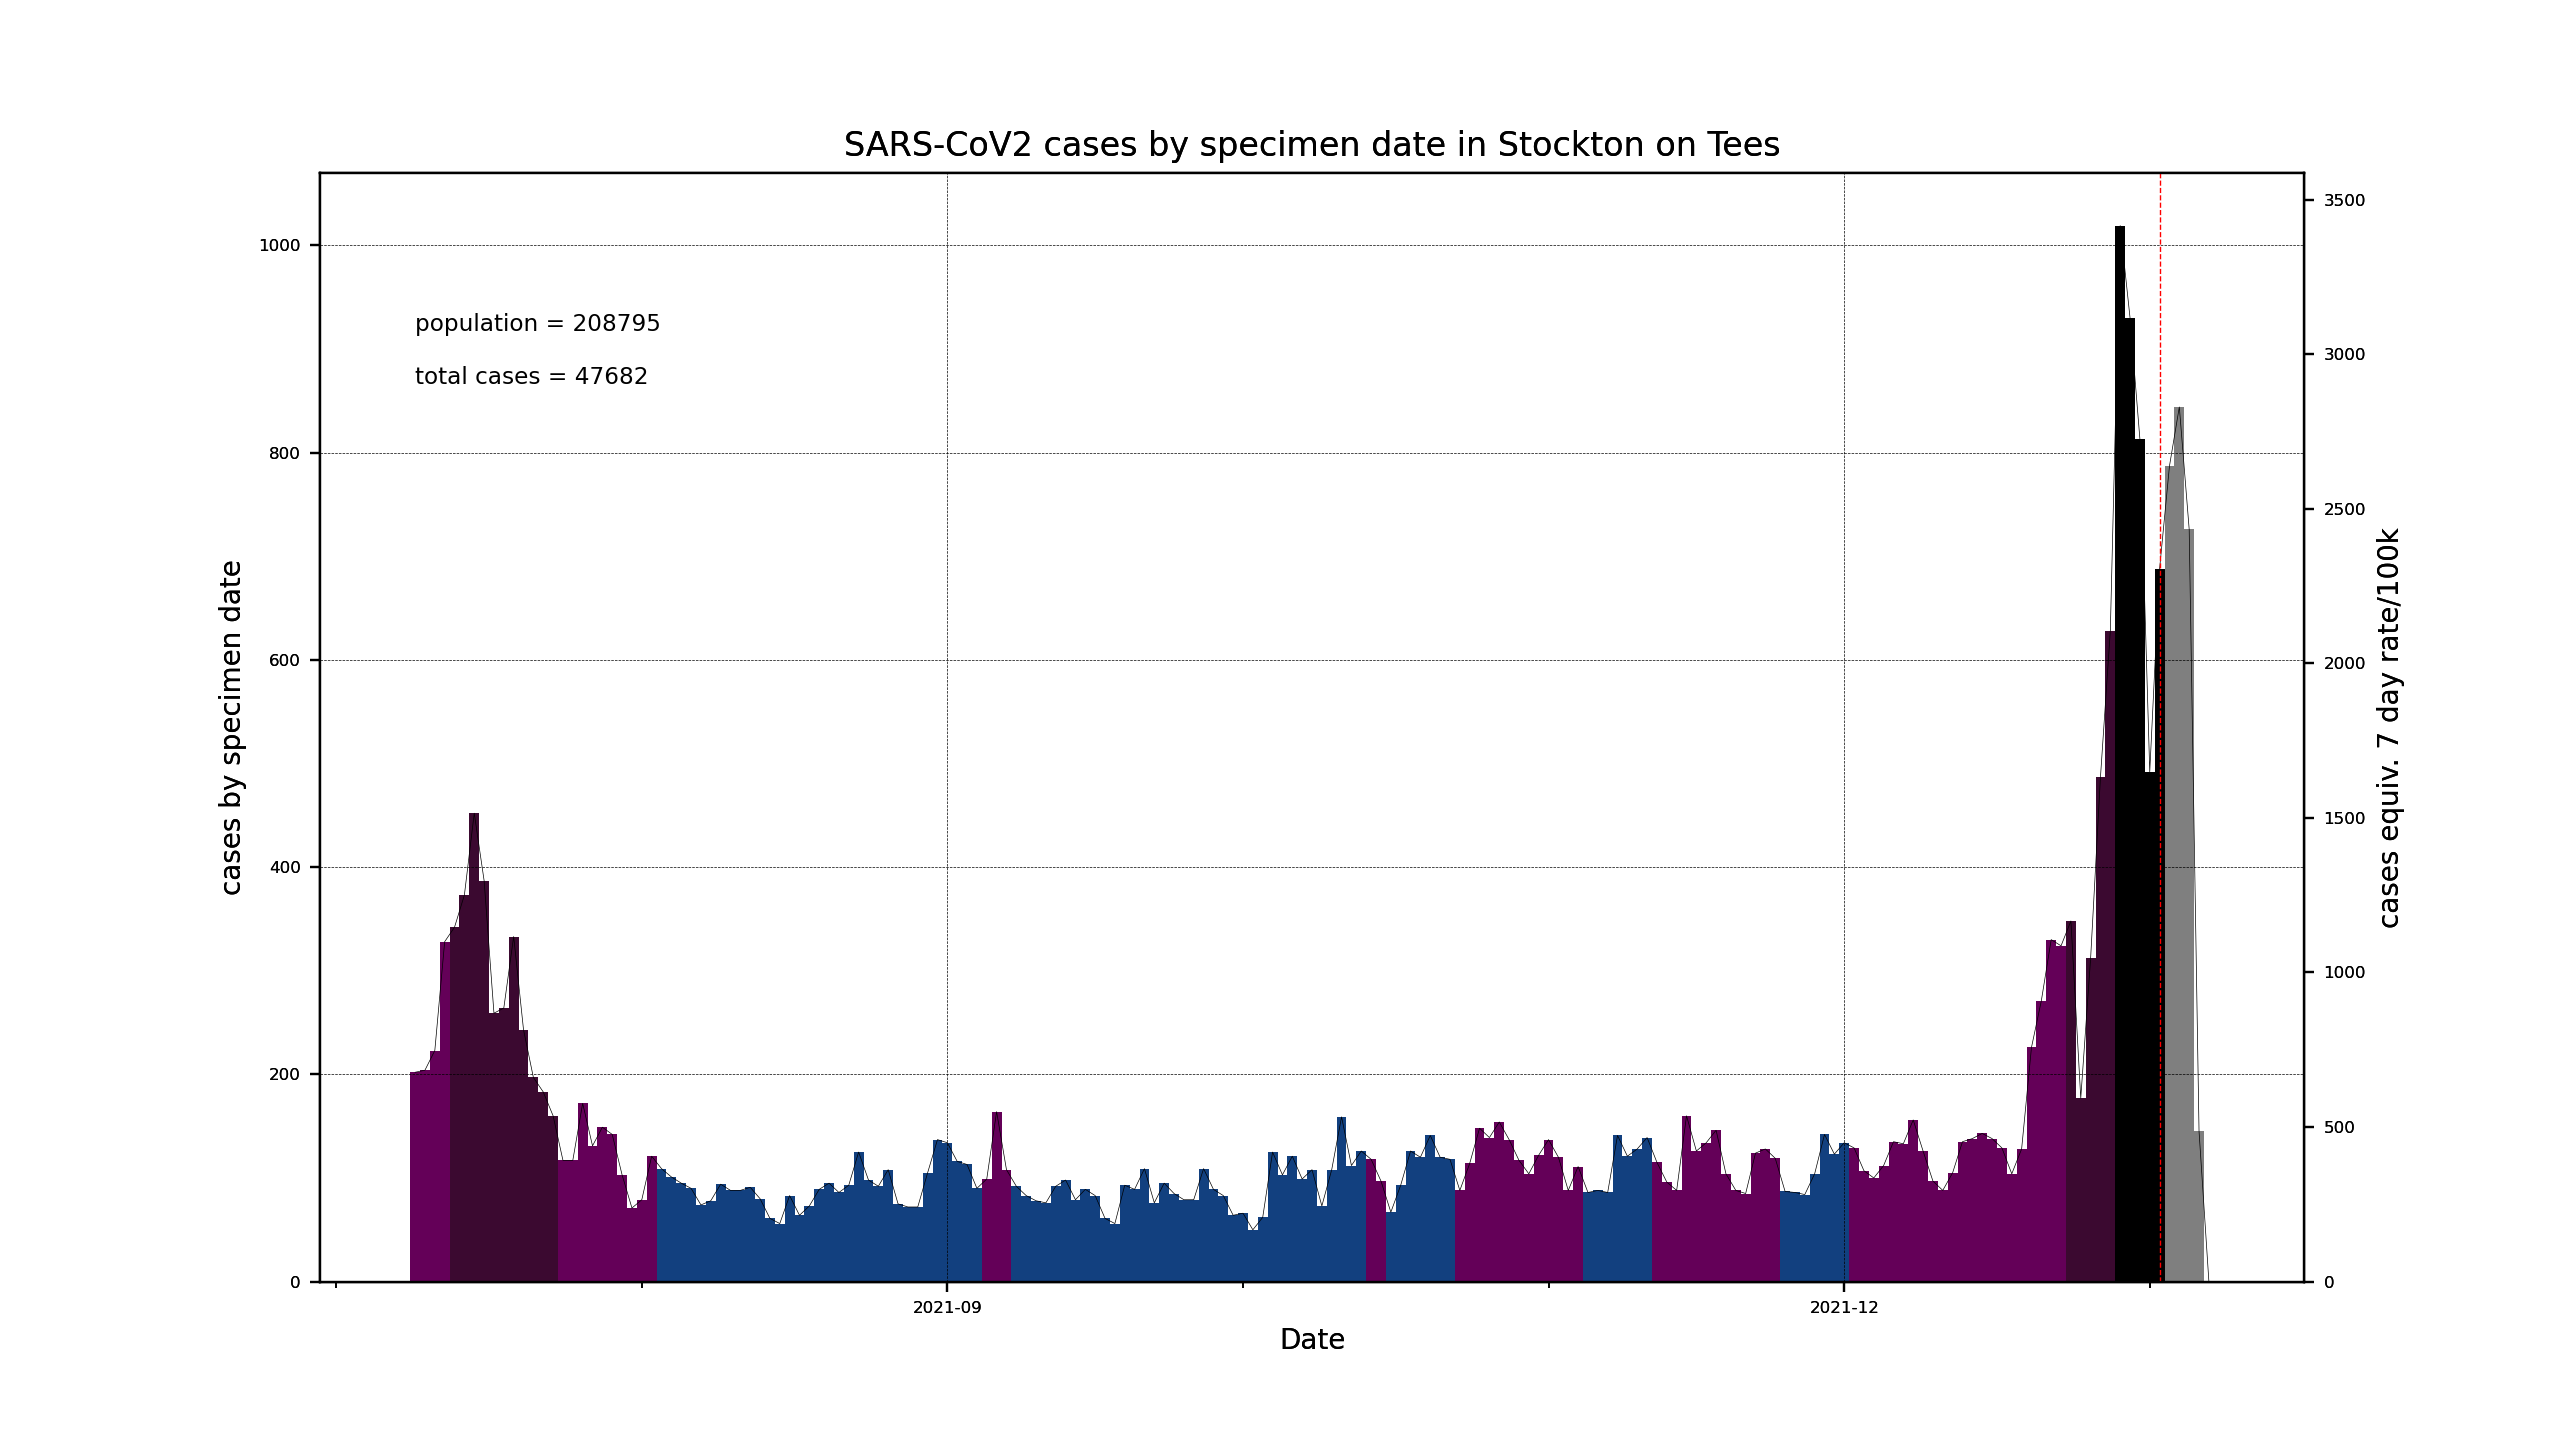 SARS-CoV2 cases by specimen date in Stockton on Tees
population = 208795
total cases = 47682
cases by specimen date
1000
800
600
400
200
0
3500
3000
2500
2000
1500
1000
500
0
cases equiv. 7 day rate/100k
2021-09
2021-12
Date